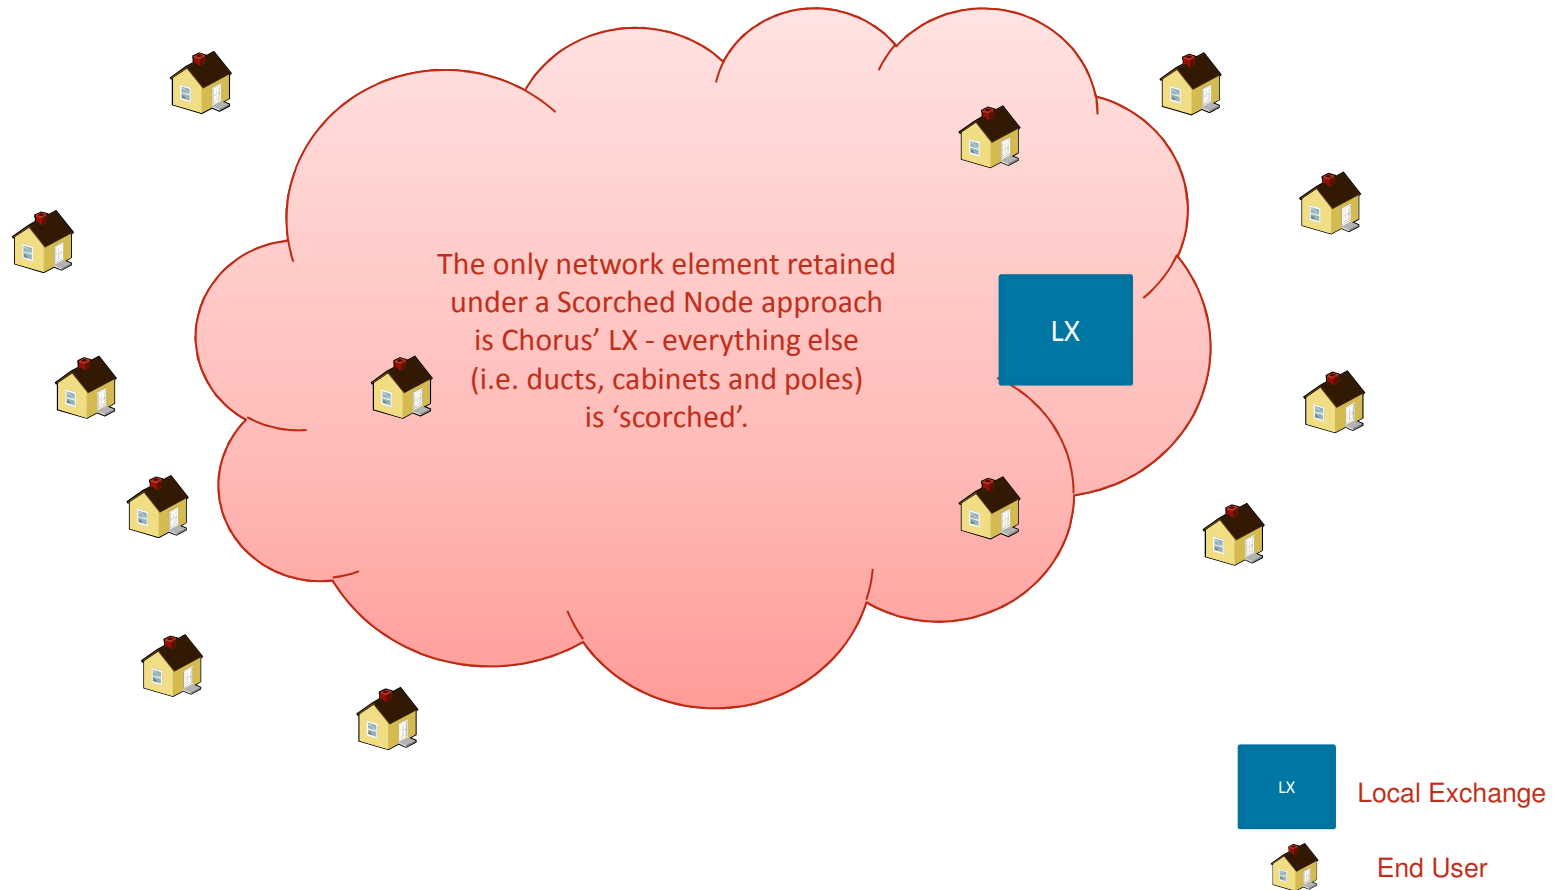 The only network element retained
under a Scorched Node approach
is Chorus’ LX - everything else
(i.e. ducts, cabinets and poles)
is ‘scorched’.
LX
LX
Local Exchange
End User